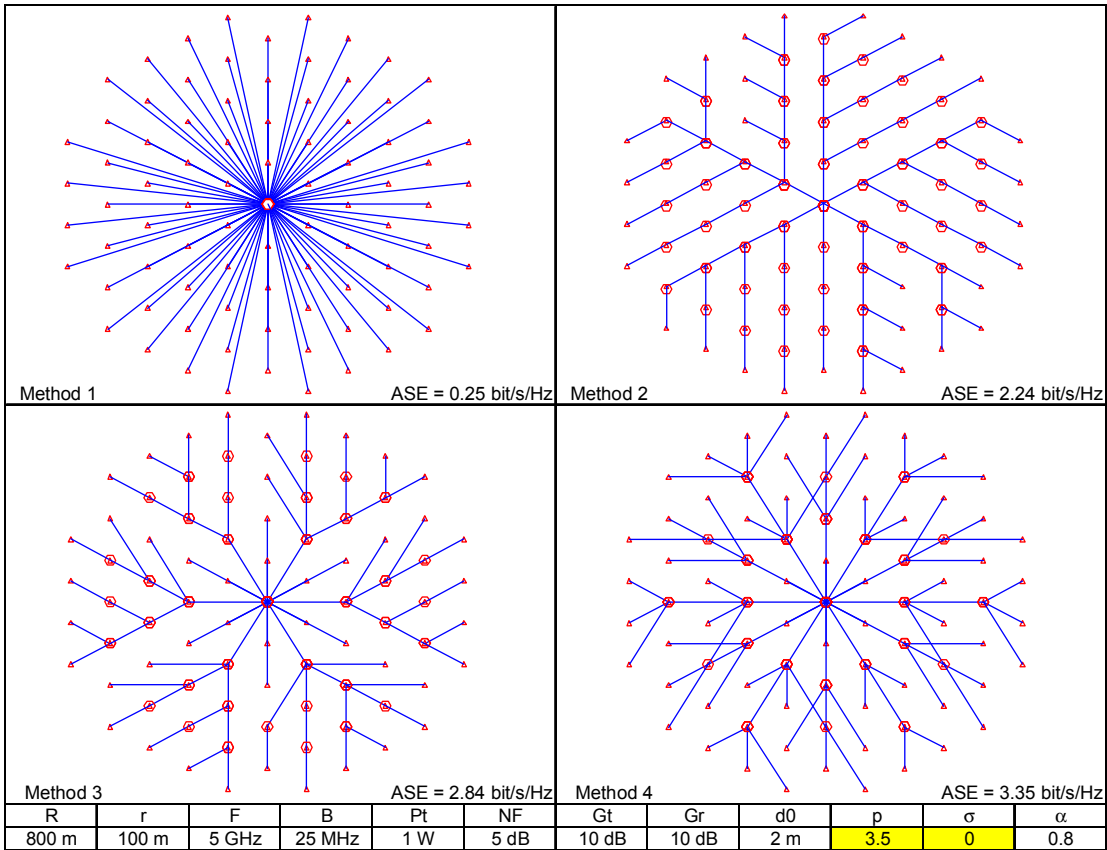 Method 1 ASE = 0.25 bit/s/Hz
Method 2 ASE = 2.24 bit/s/Hz
Method 3 ASE = 2.84 bit/s/Hz
Method 4 ASE = 3.35 bit/s/Hz
R r F B Pt NF Gt Gr d0 p σ α
800 m 100 m 5 GHz 25 MHz 1 W 5 dB 10 dB 10 dB 2 m 3.5 0 0.8